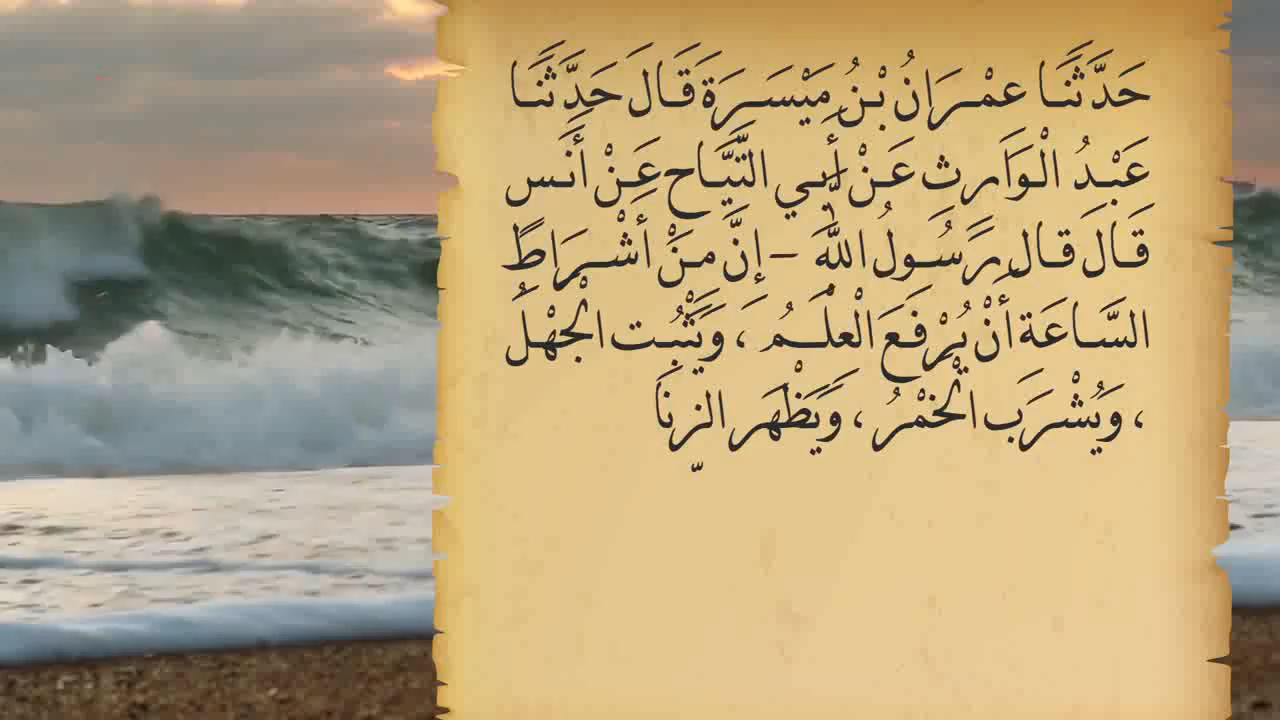 حَدَّثَنَا عِمْرَانُ بْنُ مَيْسَرَةَ قَالَ حَدَّثَنَا
عَبْدُ الْوَارِثِ عَنْ أَبِي التَّيَّاحِ عَنْ أَنَسٍ
قَالَ قَالَ رَسُولُ اللَّهِ - إِنَّ مِنْ أَشْرَاطِ
السَّاعَةِ أَنْ يُرْفَعَ الْعِلْمُ ، وَيَثْبُتَ الْجَهْلُ
، وَيُشْرَبَ الْخَمْرُ ، وَيَظْهَرَ الزِّنَا